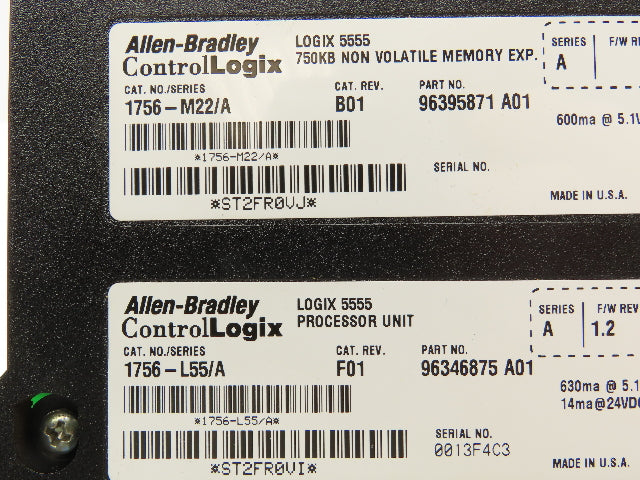 Allen-Bradley
ControlLogix
LOGIX 5555
750KB NON VOLATILE MEMORY EXP.
SERIES
A
F/W RE
CAT. NO./SERIES
1756-M22/A
CAT. REV.
B01
PART NO.
96395871 A01
600ma @ 5.1V
*1756-M22/A*
SERIAL NO.
*ST2FR0VJ*
MADE IN U.S.A.
Allen-Bradley
ControlLogix
LOGIX 5555
PROCESSOR UNIT
SERIES
A
F/W REV
1.2
CAT. NO./SERIES
1756-L55/A
CAT. REV.
F01
PART NO.
96346875 A01
630ma @ 5.1
14ma@24VDC
*1756-L55/A*
SERIAL NO.
0013F4C3
*ST2FR0VI*
MADE IN U.S.A.